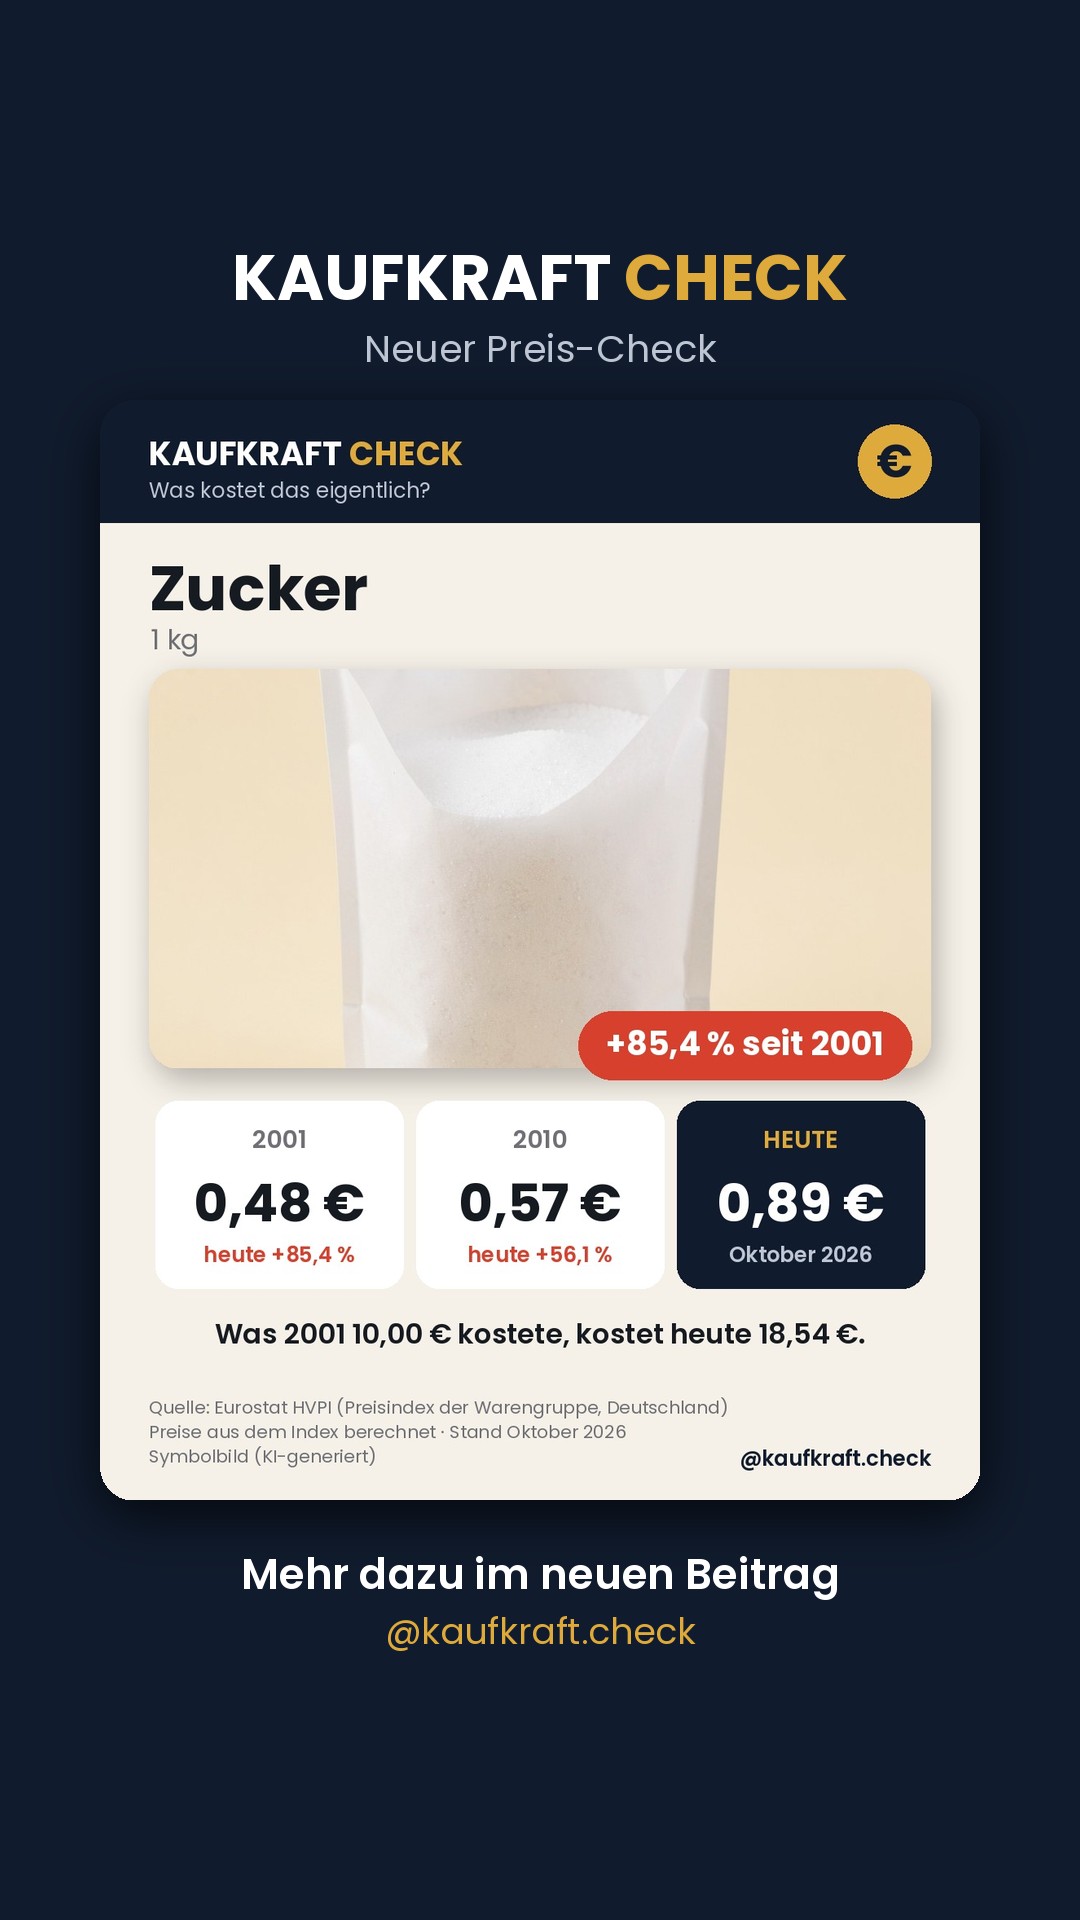 KAUFKRAFT CHECK
Neuer Preis-Check
KAUFKRAFT CHECK
Was kostet das eigentlich?
€
Zucker
1 kg
+85,4 % seit 2001
2001
0,48 €
heute +85,4 %
2010
0,57 €
heute +56,1 %
HEUTE
0,89 €
Oktober 2026
Was 2001 10,00 € kostete, kostet heute 18,54 €.
Quelle: Eurostat HVPI (Preisindex der Warengruppe, Deutschland)
Preise aus dem Index berechnet · Stand Oktober 2026
Symbolbild (KI-generiert)
@kaufkraft.check
Mehr dazu im neuen Beitrag
@kaufkraft.check